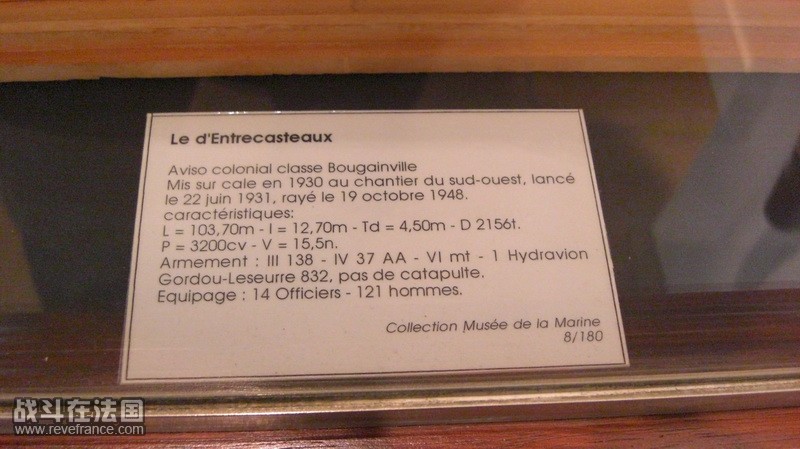 Le d'Entrecasteaux
Aviso colonial classe Bougainville
Mis sur cale en 1930 au chantier du sud-ouest, lancé
le 22 juin 1931, rayé le 19 octobre 1948.
caractéristiques:
L = 103,70m - l = 12,70m - Td = 4,50m - D 2156t.
P = 3200cv - V = 15,5n.
Armement : III 138 - IV 37 AA - VI mt - 1 Hydravion
Gordou-Leseurre 832, pas de catapulte.
Equipage : 14 Officiers - 121 hommes.
Collection Musée de la Marine
8/180
战斗在法国
www.revefrance.com